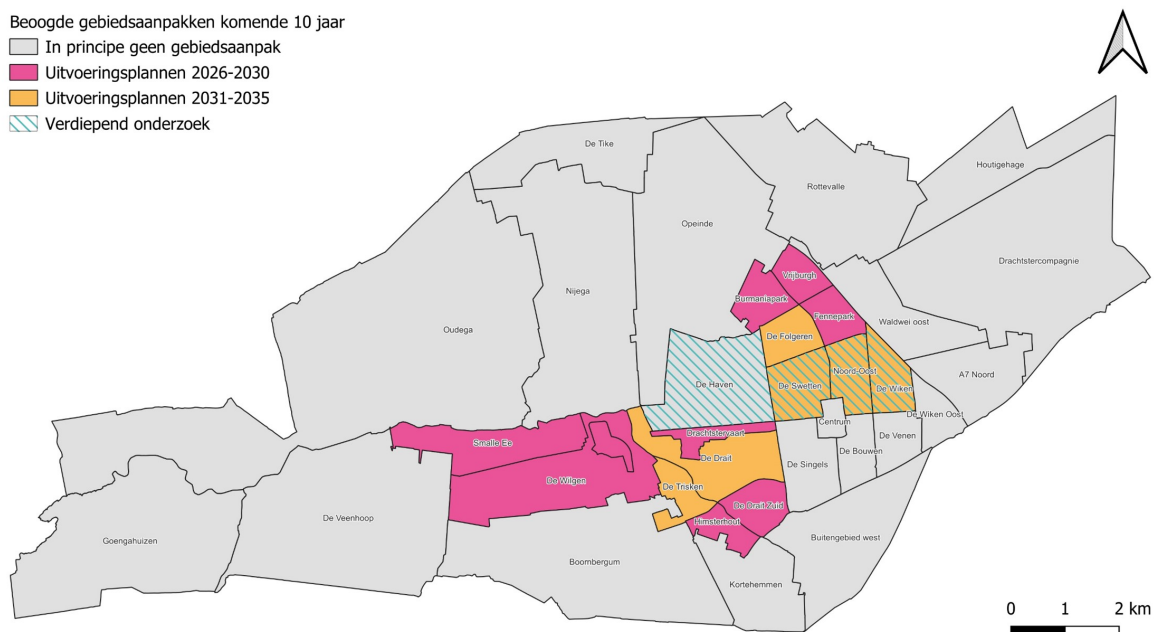 Beoogde gebiedsaanpakken komende 10 jaar
In principe geen gebiedsaanpak
Uitvoeringsplannen 2026-2030
Uitvoeringsplannen 2031-2035
Verdiepend onderzoek
De Tike
Houtigehage
Rottevalle
Opeinde
Drachtstercompagnie
Vrijburgh
Nijega
Burmaniapark
Fennepark
Waldwei oost
Oudega
De Folgeren
Noord-Oost
A7 Noord
De Haven
De Swetten
De Wiken
De Wiken Oost
Centrum
Drachtstervaart
De Venen
Smalle Ee
De Bouwen
De Drait
De Singels
De Wilgen
De Trisken
De Drait Zuid
De Veenhoop
Himsterhout
Buitengebied west
Goengahuizen
Boornbergum
Kortehemmen
0 1 2 km